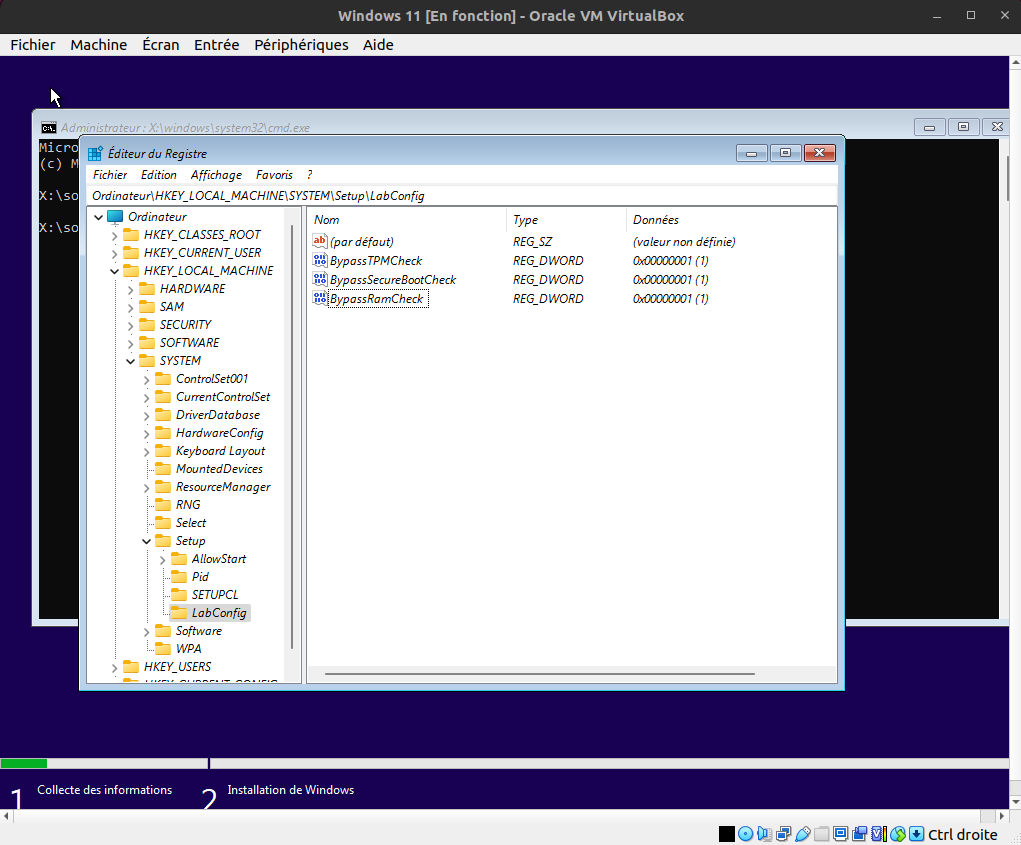 Windows 11 [En fonction] - Oracle VM VirtualBox
Fichier Machine Écran Entrée Périphériques Aide
Administrateur : X:\windows\system32\cmd.exe
Micro
(c) M
X:\so
X:\so
Éditeur du Registre
Fichier Edition Affichage Favoris ?
Ordinateur\HKEY_LOCAL_MACHINE\SYSTEM\Setup\LabConfig
Ordinateur
HKEY_CLASSES_ROOT
HKEY_CURRENT_USER
HKEY_LOCAL_MACHINE
HARDWARE
SAM
SECURITY
SOFTWARE
SYSTEM
ControlSet001
CurrentControlSet
DriverDatabase
HardwareConfig
Keyboard Layout
MountedDevices
ResourceManager
RNG
Select
Setup
AllowStart
Pid
SETUPCL
LabConfig
Software
WPA
HKEY_USERS
HKEY_CURRENT_CONFIG
Nom Type Données
(par défaut) REG_SZ (valeur non définie)
BypassTPMCheck REG_DWORD 0x00000001 (1)
BypassSecureBootCheck REG_DWORD 0x00000001 (1)
BypassRamCheck REG_DWORD 0x00000001 (1)
1 Collecte des informations 2 Installation de Windows
Ctrl droite